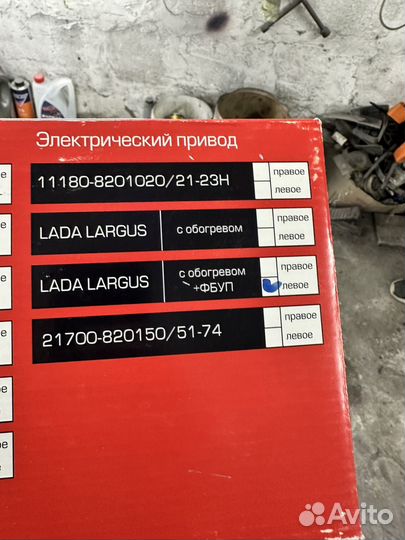 Электрический привод
11180-8201020/21-23Н
правое
левое
LADA LARGUS
с обогревом
правое
левое
LADA LARGUS
с обогревом
+ФБУП
правое
левое
21700-820150/51-74
правое
левое
Avito